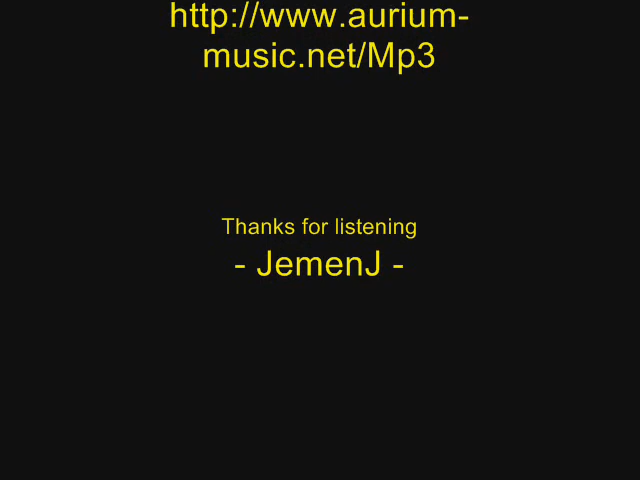 http://www.aurium-
music.net/Mp3
Thanks for listening
- JemenJ -